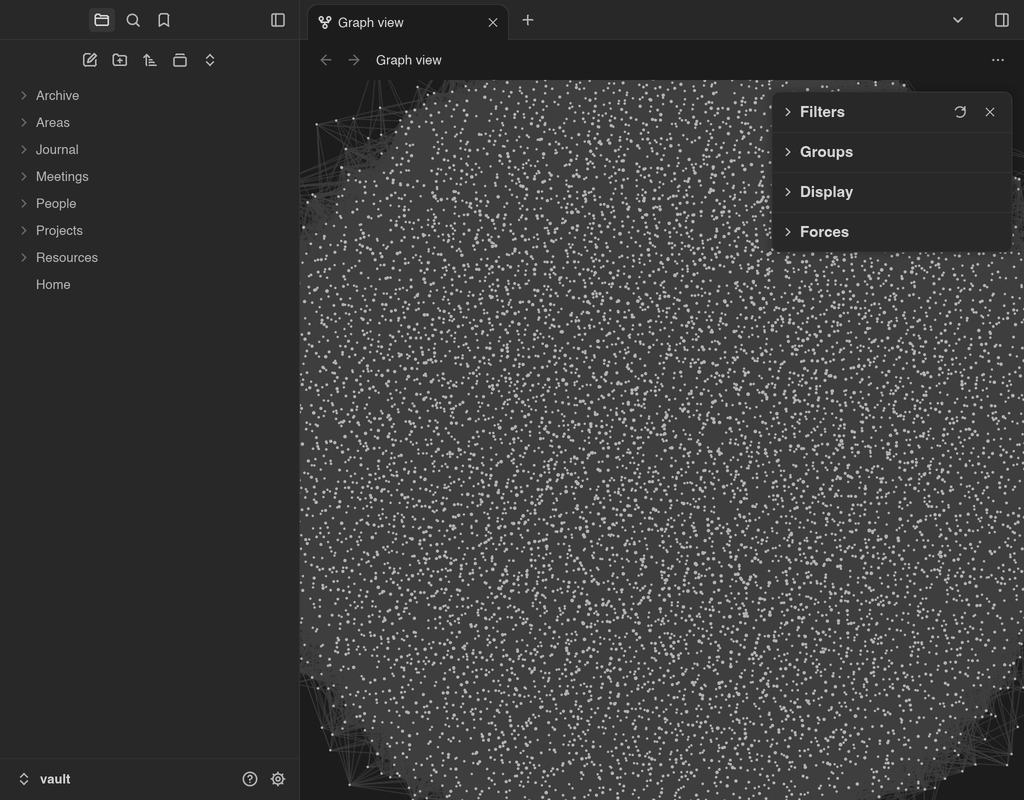 Graph view
Graph view
Archive
Areas
Journal
Meetings
People
Projects
Resources
Home
Filters
Groups
Display
Forces
vault